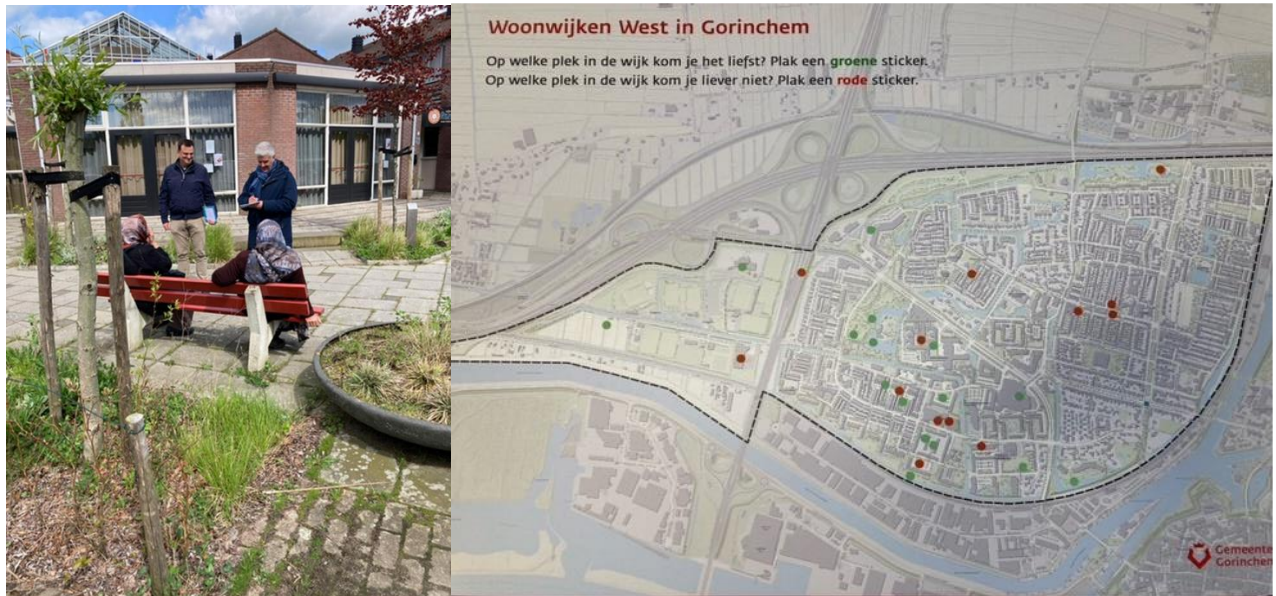 Woonwijken West in Gorinchem
Op welke plek in de wijk kom je het liefst? Plak een groene sticker.
Op welke plek in de wijk kom je liever niet? Plak een rode sticker.
Gemeente
Gorinchem